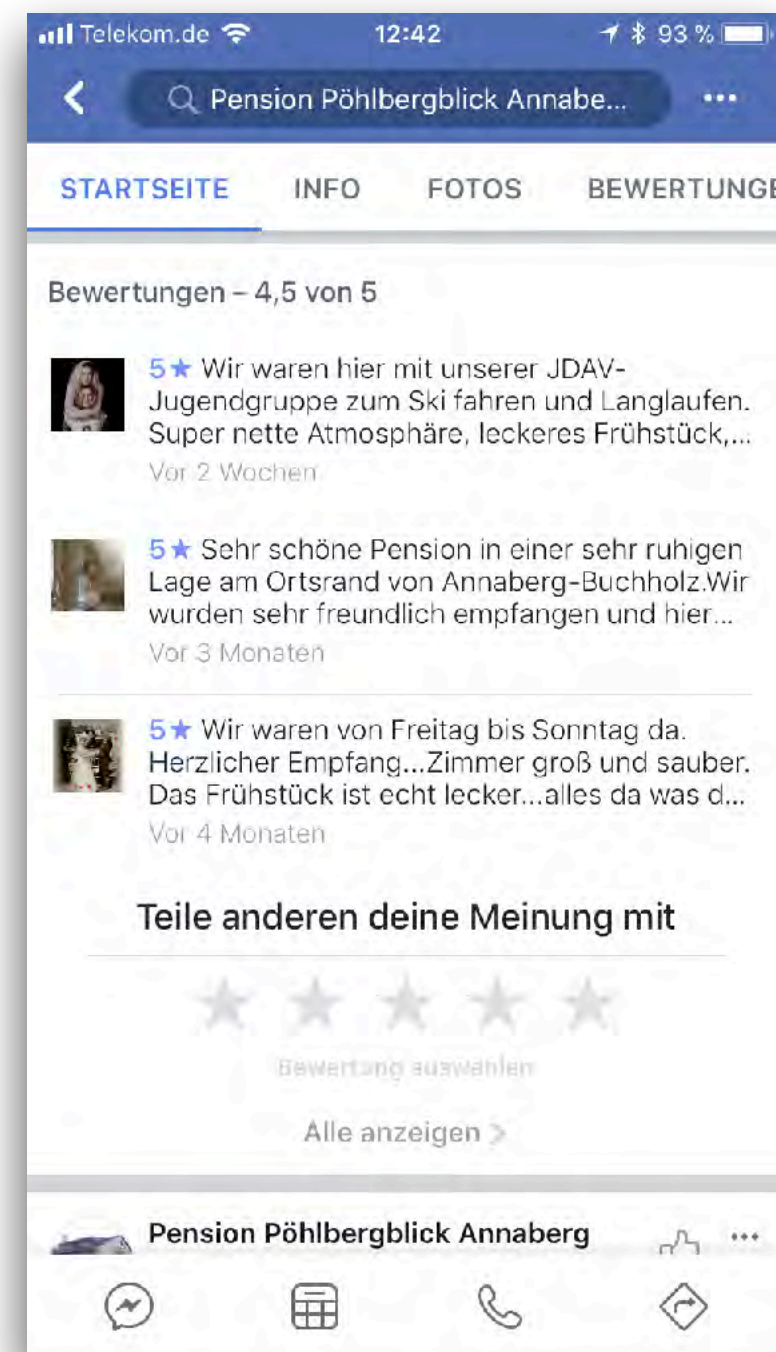 Telekom.de 12:42 93 %
Pension Pöhlbergblick Annabe...
STARTSEITE INFO FOTOS BEWERTUNGE
Bewertungen – 4,5 von 5
5★ Wir waren hier mit unserer JDAV-
Jugendgruppe zum Ski fahren und Langlaufen.
Super nette Atmosphäre, leckeres Frühstück,...
Vor 2 Wochen
5★ Sehr schöne Pension in einer sehr ruhigen
Lage am Ortsrand von Annaberg-Buchholz.Wir
wurden sehr freundlich empfangen und hier...
Vor 3 Monaten
5★ Wir waren von Freitag bis Sonntag da.
Herzlicher Empfang...Zimmer groß und sauber.
Das Frühstück ist echt lecker...alles da was d...
Vor 4 Monaten
Teile anderen deine Meinung mit
Bewertung auswählen
Alle anzeigen >
Pension Pöhlbergblick Annaberg